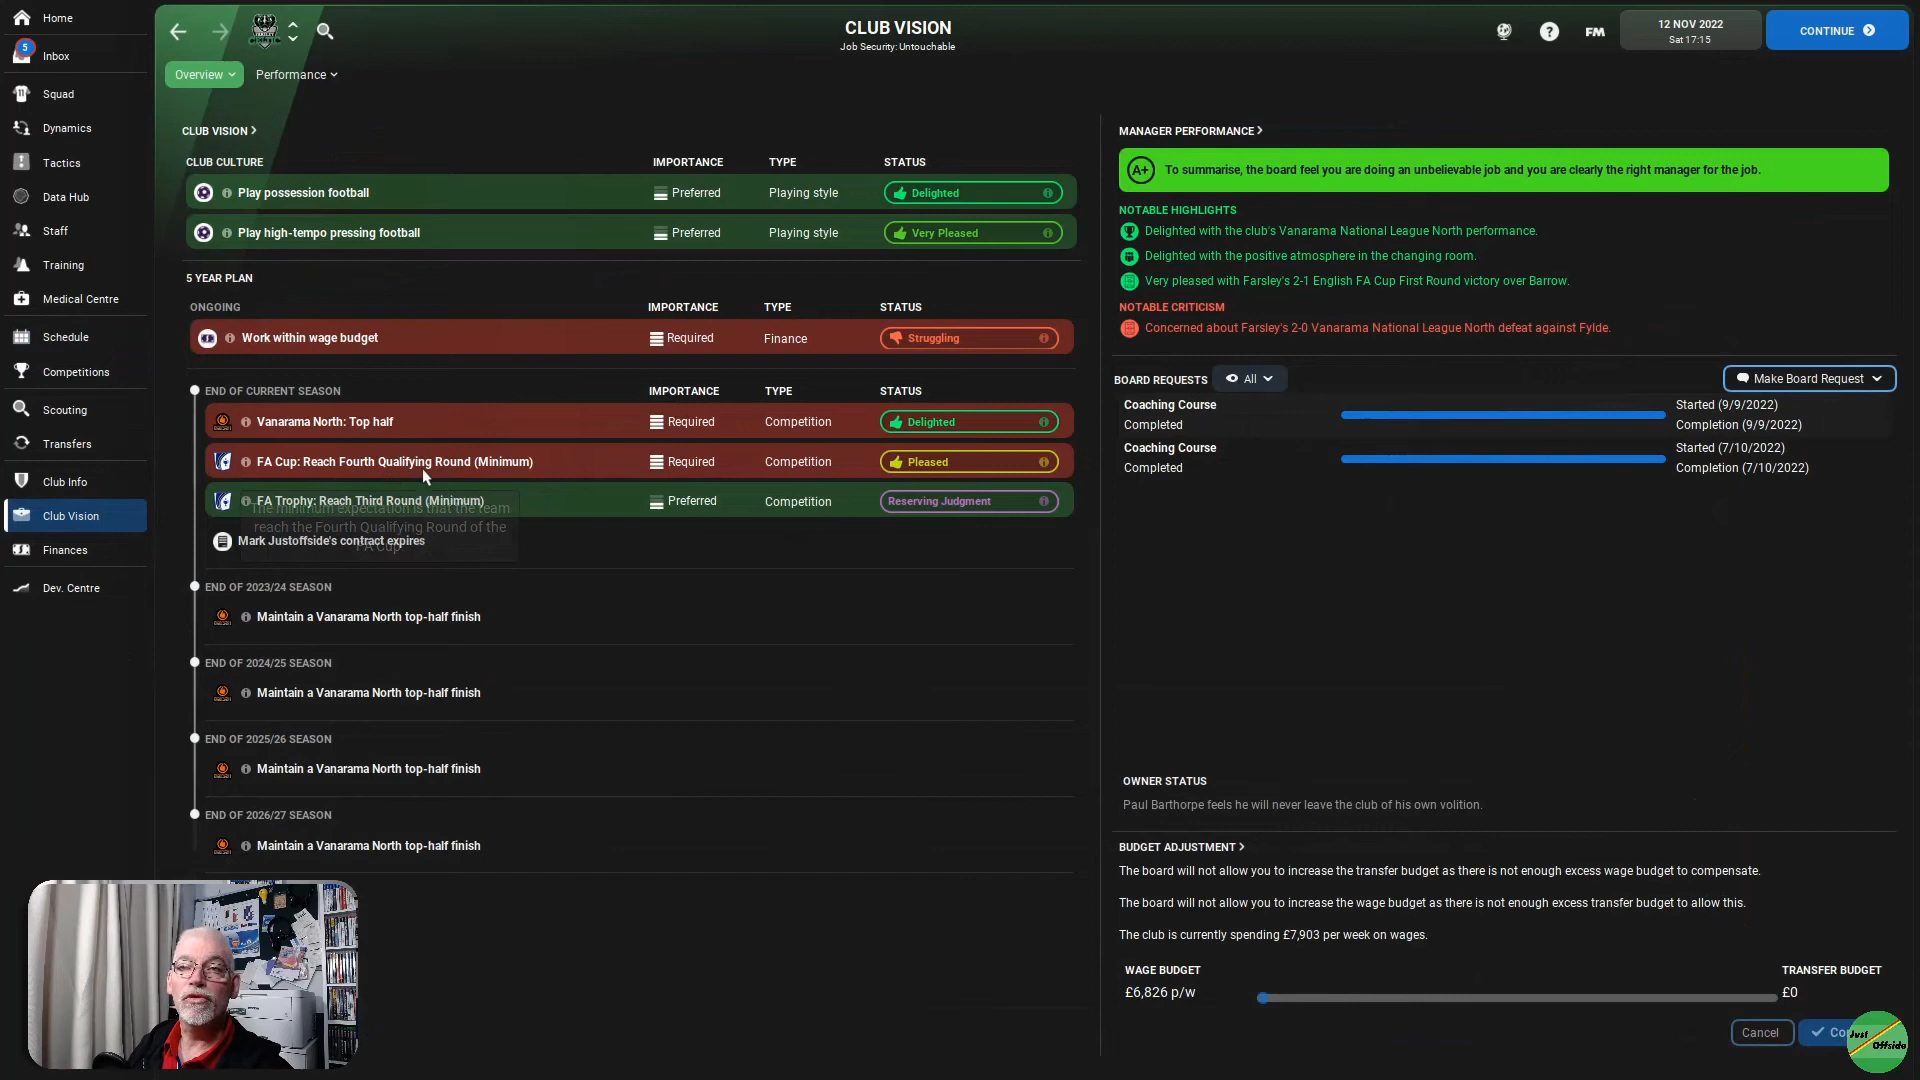 Home
5
Inbox
Squad
Dynamics
Tactics
Data Hub
Staff
Training
Medical Centre
Schedule
Competitions
Scouting
Transfers
Club Info
Club Vision
Finances
Dev. Centre
CLUB VISION
Job Security: Untouchable
FM
12 NOV 2022
Sat 17:15
CONTINUE
Overview
Performance
CLUB VISION
CLUB CULTURE IMPORTANCE TYPE STATUS
Play possession football Preferred Playing style Delighted
Play high-tempo pressing football Preferred Playing style Very Pleased
5 YEAR PLAN
ONGOING IMPORTANCE TYPE STATUS
Work within wage budget Required Finance Struggling
END OF CURRENT SEASON IMPORTANCE TYPE STATUS
Vanarama North: Top half Required Competition Delighted
FA Cup: Reach Fourth Qualifying Round (Minimum) Required Competition Pleased
FA Trophy: Reach Third Round (Minimum) Preferred Competition Reserving Judgment
The minimum expectation is that the team
reach the Fourth Qualifying Round of the
FA Cup.
Mark Justoffside's contract expires
END OF 2023/24 SEASON
Maintain a Vanarama North top-half finish
END OF 2024/25 SEASON
Maintain a Vanarama North top-half finish
END OF 2025/26 SEASON
Maintain a Vanarama North top-half finish
END OF 2026/27 SEASON
Maintain a Vanarama North top-half finish
MANAGER PERFORMANCE
A+ To summarise, the board feel you are doing an unbelievable job and you are clearly the right manager for the job.
NOTABLE HIGHLIGHTS
Delighted with the club's Vanarama National League North performance.
Delighted with the positive atmosphere in the changing room.
Very pleased with Farsley's 2-1 English FA Cup First Round victory over Barrow.
NOTABLE CRITICISM
Concerned about Farsley's 2-0 Vanarama National League North defeat against Fylde.
BOARD REQUESTS All Make Board Request
Coaching Course Started (9/9/2022)
Completed Completion (9/9/2022)
Coaching Course Started (7/10/2022)
Completed Completion (7/10/2022)
OWNER STATUS
Paul Barthorpe feels he will never leave the club of his own volition.
BUDGET ADJUSTMENT
The board will not allow you to increase the transfer budget as there is not enough excess wage budget to compensate.
The board will not allow you to increase the wage budget as there is not enough excess transfer budget to allow this.
The club is currently spending £7,903 per week on wages.
WAGE BUDGET TRANSFER BUDGET
£6,826 p/w £0
Cancel
Just
Offside